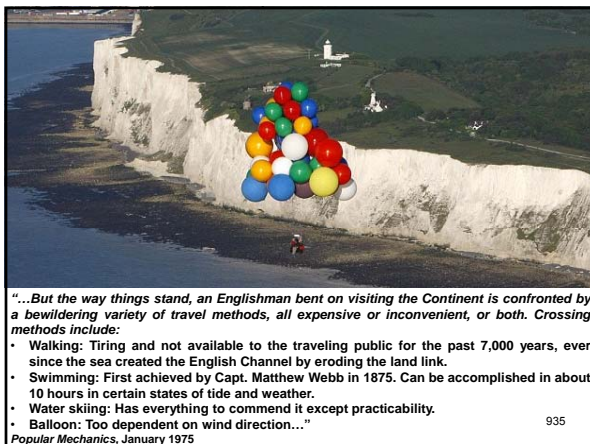 “…But the way things stand, an Englishman bent on visiting the Continent is confronted by
a bewildering variety of travel methods, all expensive or inconvenient, or both. Crossing
methods include:
• Walking: Tiring and not available to the traveling public for the past 7,000 years, ever
since the sea created the English Channel by eroding the land link.
• Swimming: First achieved by Capt. Matthew Webb in 1875. Can be accomplished in about
10 hours in certain states of tide and weather.
• Water skiing: Has everything to commend it except practicability.
• Balloon: Too dependent on wind direction…”
Popular Mechanics, January 1975
935